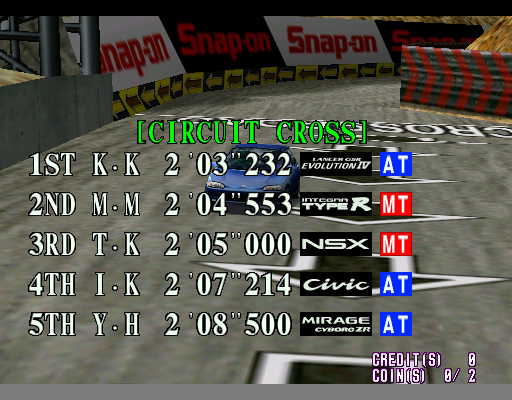 Snap-on Snap-on Snap-on
[CIRCUIT CROSS]
1ST K.K 2'03"232 LANCER GSR EVOLUTION IV AT
2ND M.M 2'04"553 INTEGRA TYPE R MT
3RD T.K 2'05"000 NSX MT
4TH I.K 2'07"214 Civic AT
5TH Y.H 2'08"500 MIRAGE CYBORG ZR AT
CREDIT(S) 0
COIN(S) 0/ 2